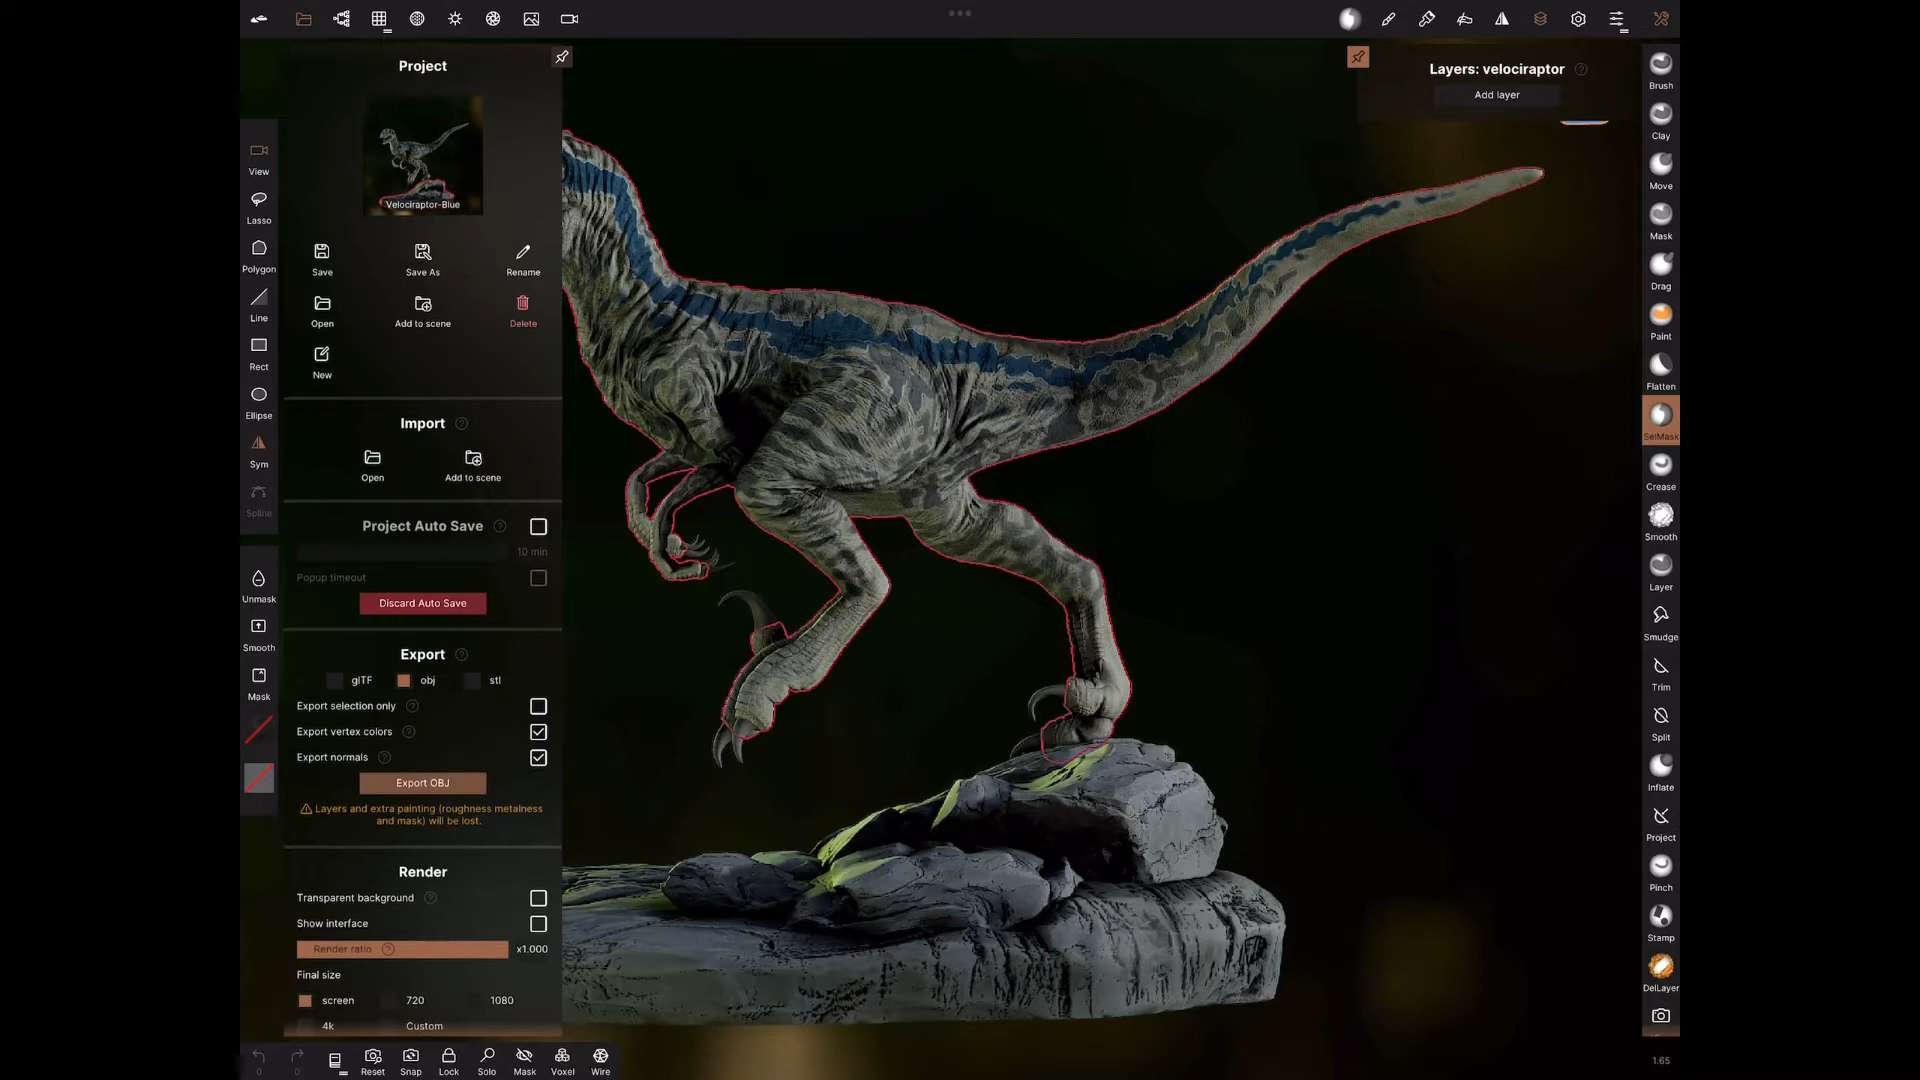 Project
Velociraptor-Blue
Save
Save As
Rename
Open
Add to scene
Delete
New
Import
Open
Add to scene
Project Auto Save
10 min
Popup timeout
Discard Auto Save
Export
glTF
obj
stl
Export selection only
Export vertex colors
Export normals
Export OBJ
Layers and extra painting (roughness metalness
and mask) will be lost.
Render
Transparent background
Show interface
Render ratio
x1.000
Final size
screen
720
1080
4k
Custom
View
Lasso
Polygon
Line
Rect
Ellipse
Sym
Spline
Unmask
Smooth
Mask
0
0
Reset
Snap
Lock
Solo
Mask
Voxel
Wire
Layers: velociraptor
Add layer
Brush
Clay
Move
Mask
Drag
Paint
Flatten
SelMask
Crease
Smooth
Layer
Smudge
Trim
Split
Inflate
Project
Pinch
Stamp
DelLayer
1.65